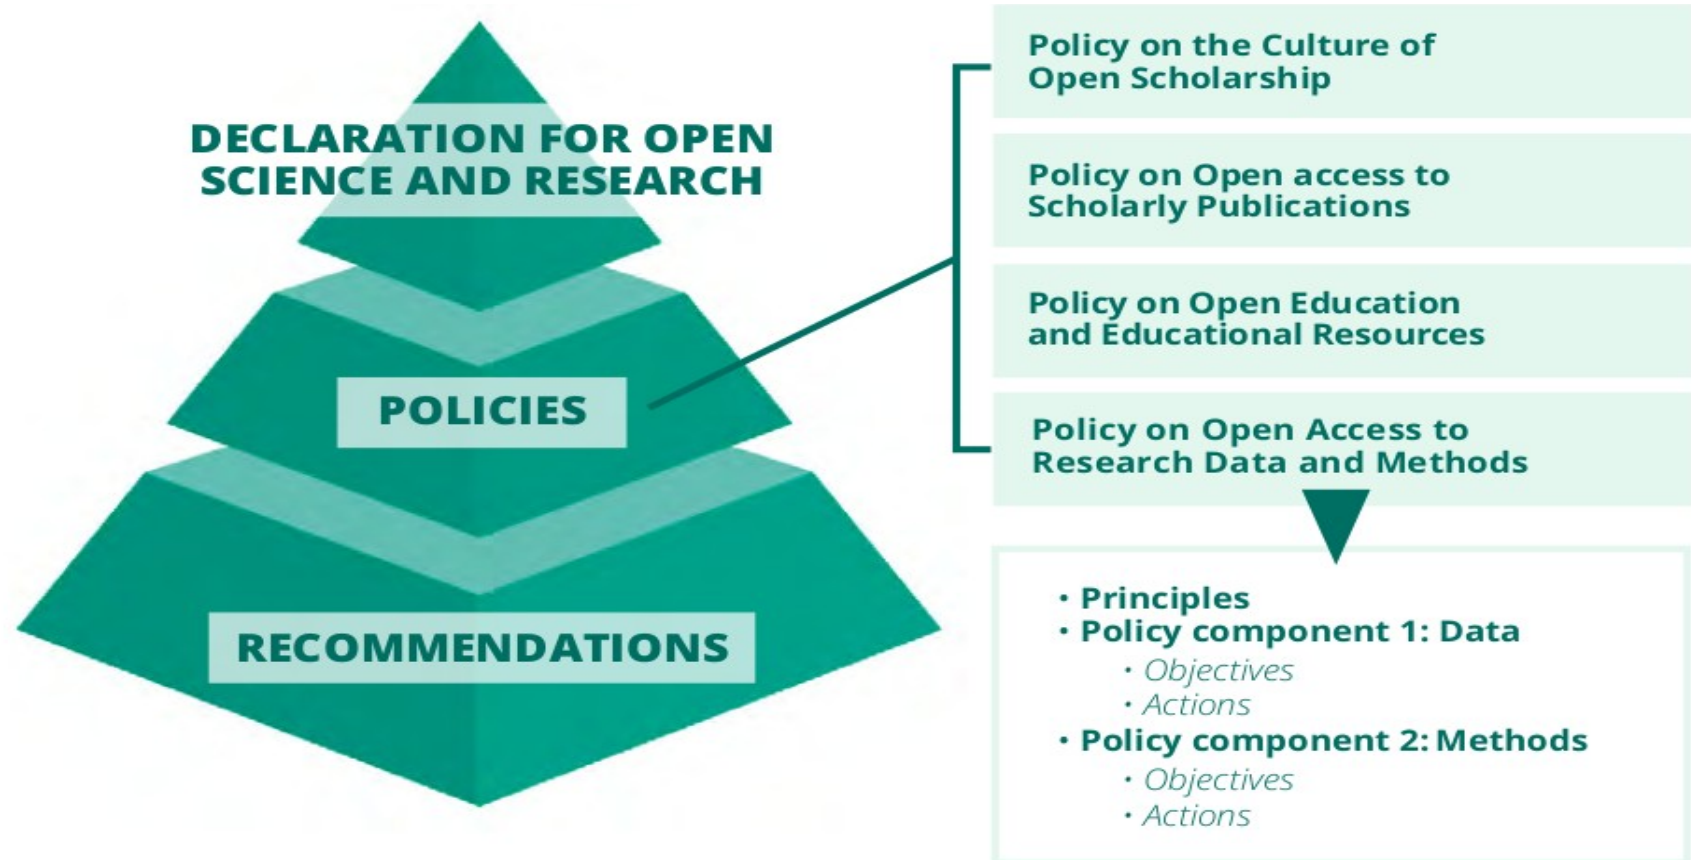 DECLARATION FOR OPEN
SCIENCE AND RESEARCH
POLICIES
RECOMMENDATIONS
Policy on the Culture of
Open Scholarship
Policy on Open access to
Scholarly Publications
Policy on Open Education
and Educational Resources
Policy on Open Access to
Research Data and Methods
• Principles
• Policy component 1: Data
• Objectives
• Actions
• Policy component 2: Methods
• Objectives
• Actions